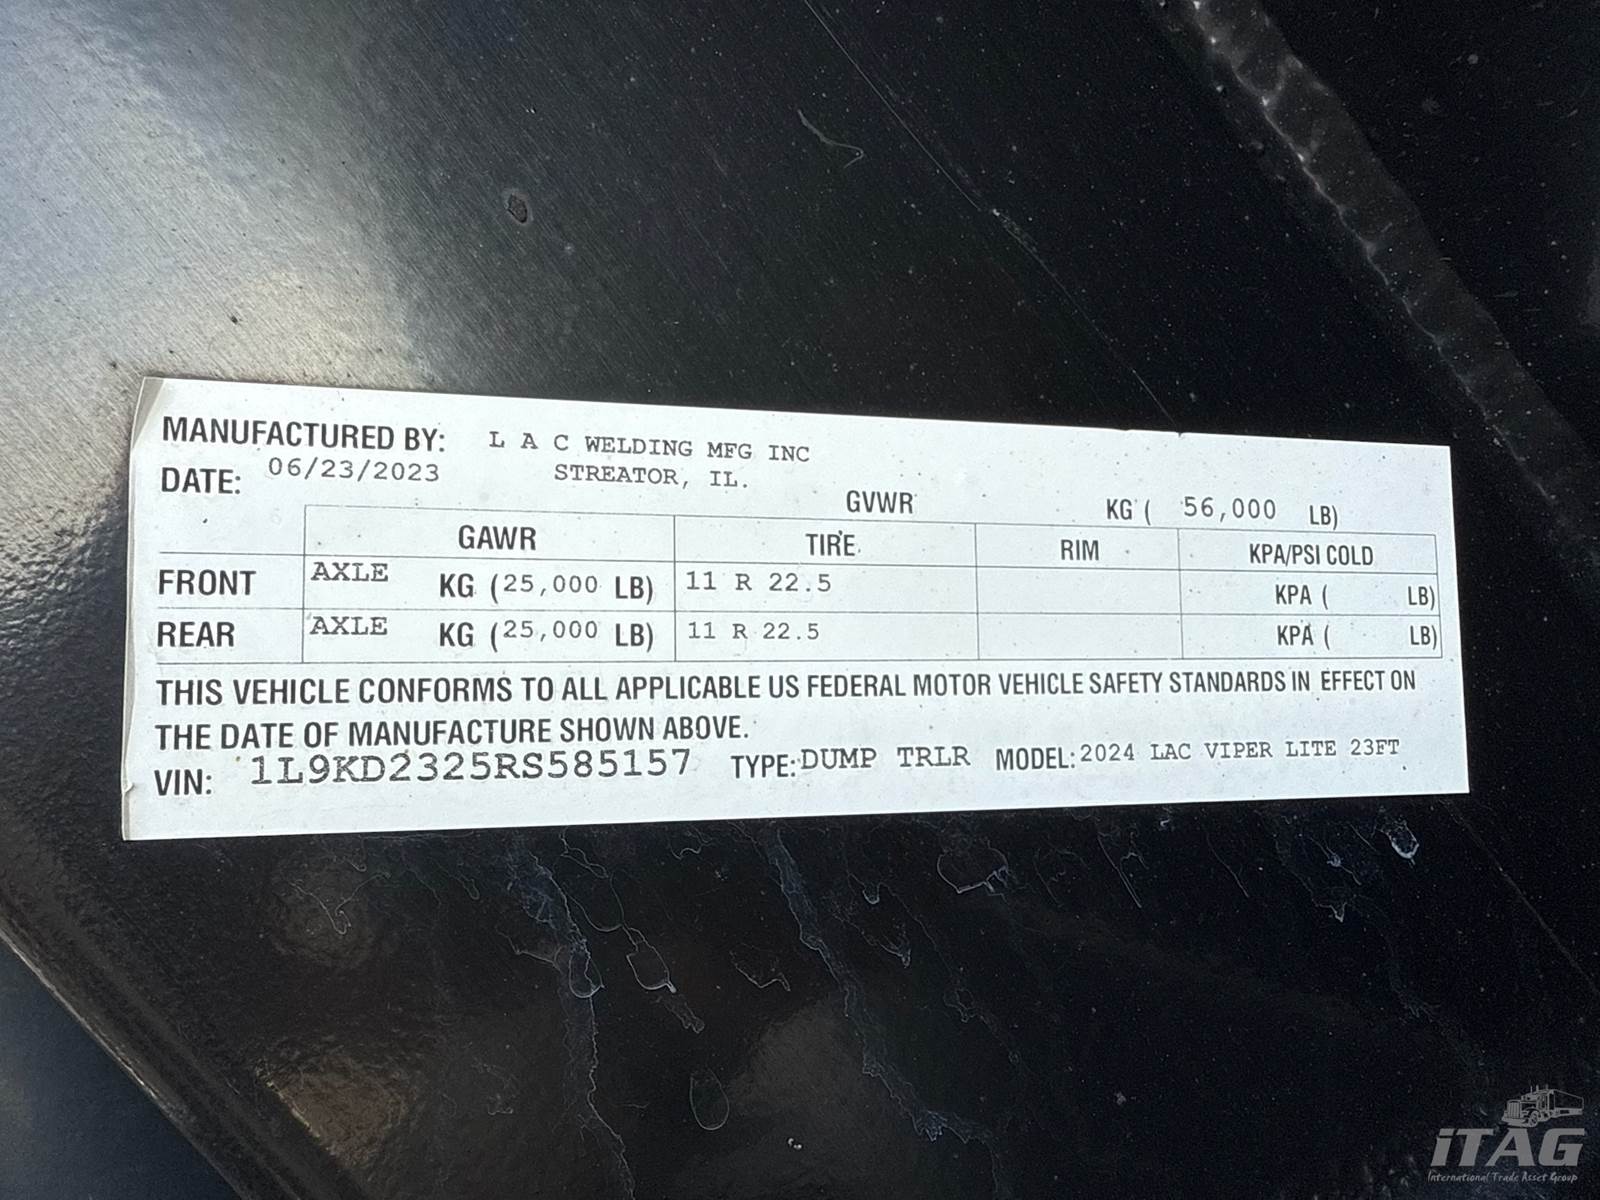 MANUFACTURED BY: L A C WELDING MFG INC
DATE: 06/23/2023 STREATOR, IL.
GVWR KG ( 56,000 LB)
GAWR TIRE RIM KPA/PSI COLD
FRONT AXLE KG (25,000 LB) 11 R 22.5 KPA ( LB)
REAR AXLE KG (25,000 LB) 11 R 22.5 KPA ( LB)
THIS VEHICLE CONFORMS TO ALL APPLICABLE US FEDERAL MOTOR VEHICLE SAFETY STANDARDS IN EFFECT ON
THE DATE OF MANUFACTURE SHOWN ABOVE.
VIN: 1L9KD2325RS585157 TYPE: DUMP TRLR MODEL: 2024 LAC VIPER LITE 23FT
iTAG
International Trade Asset Group